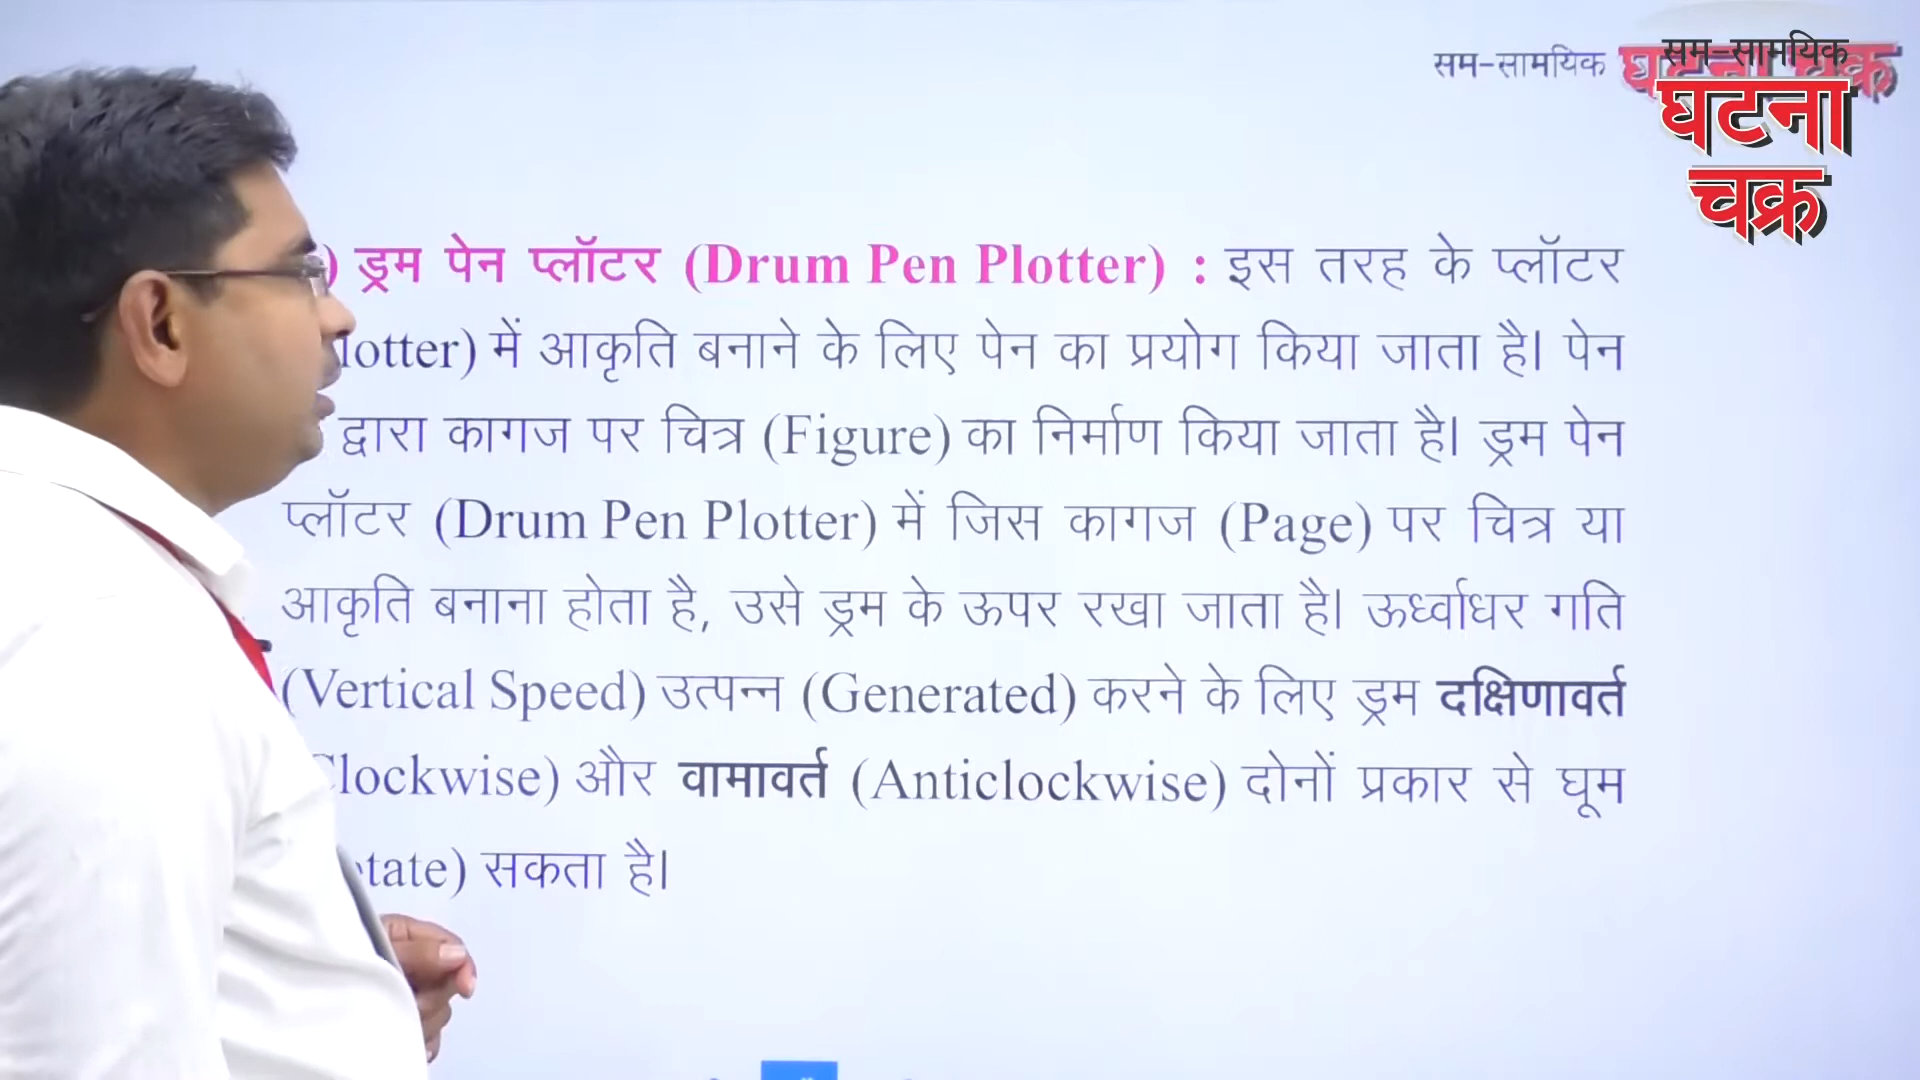 सम-सामयिक
सम-सामयिक
घटना
चक्र
) ड्रम पेन प्लॉटर (Drum Pen Plotter) : इस तरह के प्लॉटर
lotter) में आकृति बनाने के लिए पेन का प्रयोग किया जाता है। पेन
द्वारा कागज पर चित्र (Figure) का निर्माण किया जाता है। ड्रम पेन
प्लॉटर (Drum Pen Plotter) में जिस कागज (Page) पर चित्र या
आकृति बनाना होता है, उसे ड्रम के ऊपर रखा जाता है। ऊर्ध्वाधर गति
(Vertical Speed) उत्पन्न (Generated) करने के लिए ड्रम दक्षिणावर्त
lockwise) और वामावर्त (Anticlockwise) दोनों प्रकार से घूम
tate) सकता है।